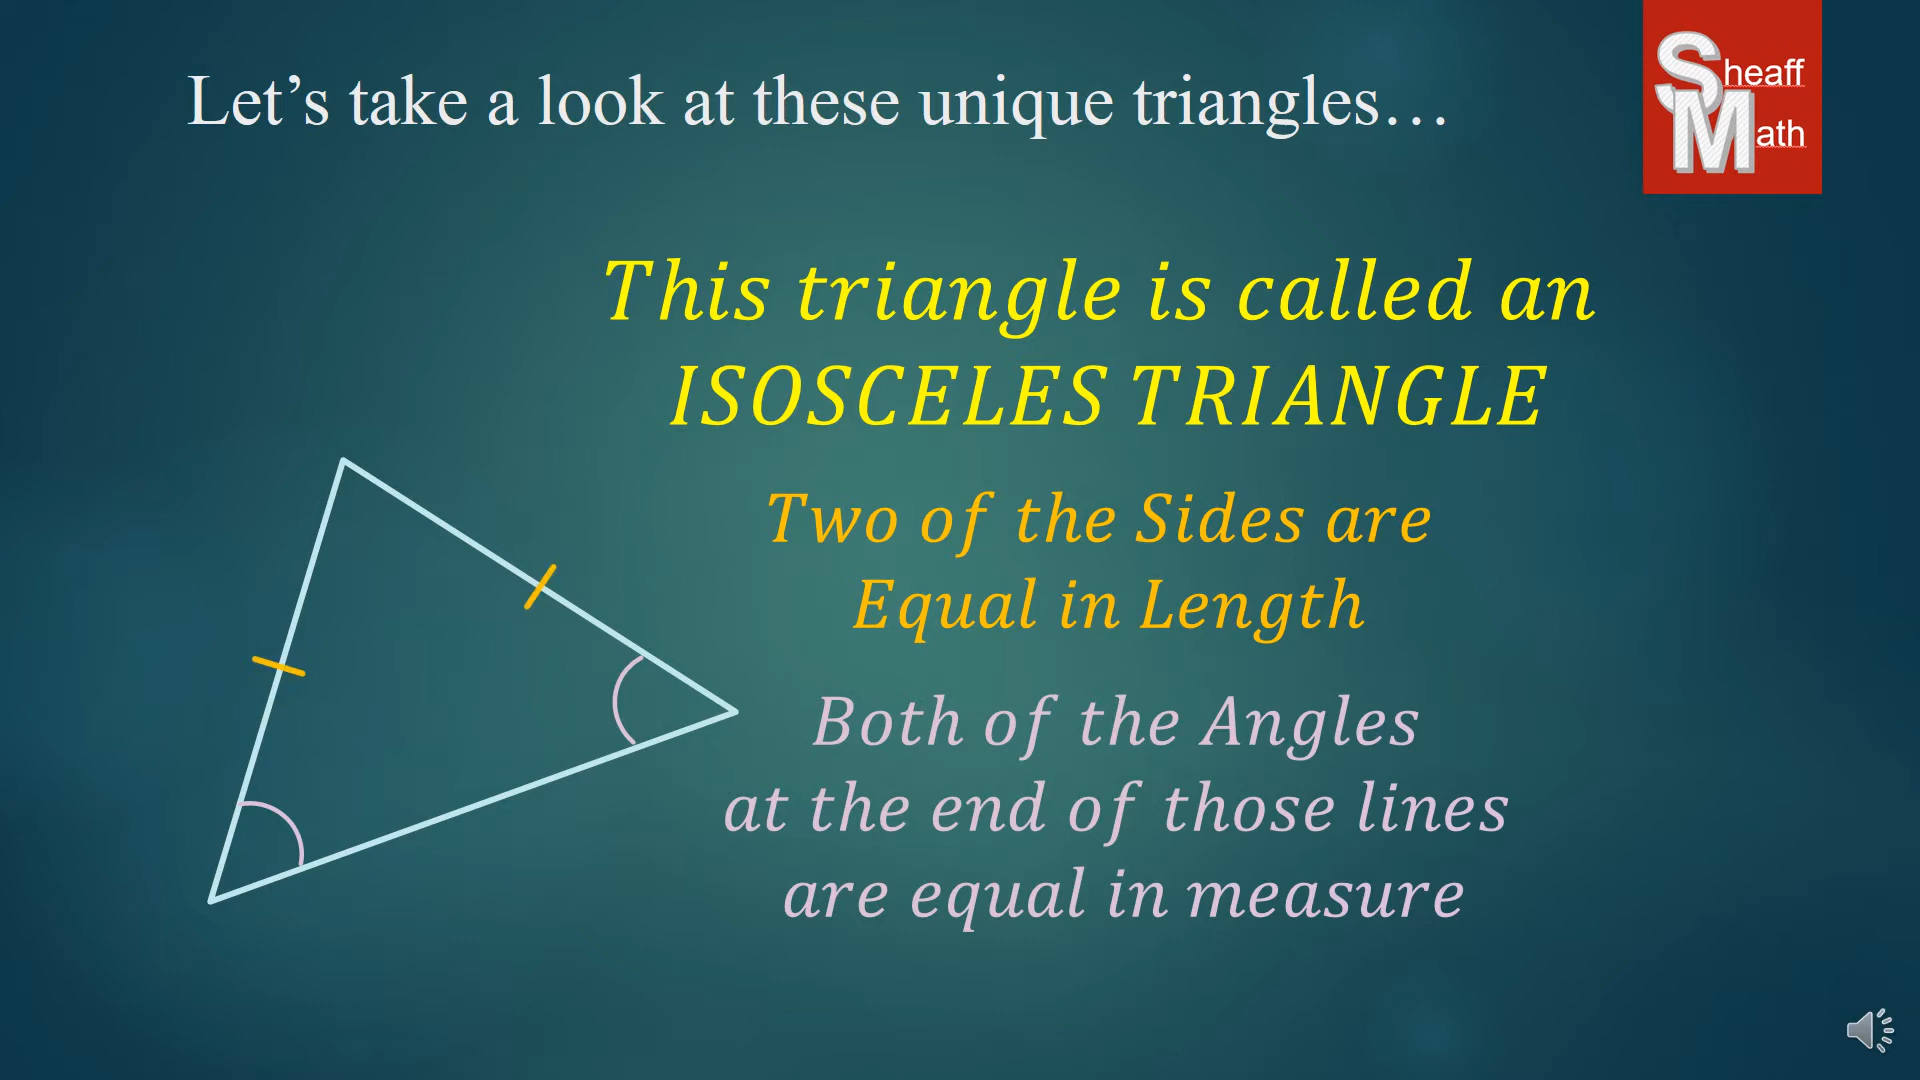 Let’s take a look at these unique triangles…
Sheaff
Math
This triangle is called an
ISOSCELES TRIANGLE
Two of the Sides are
Equal in Length
Both of the Angles
at the end of those lines
are equal in measure